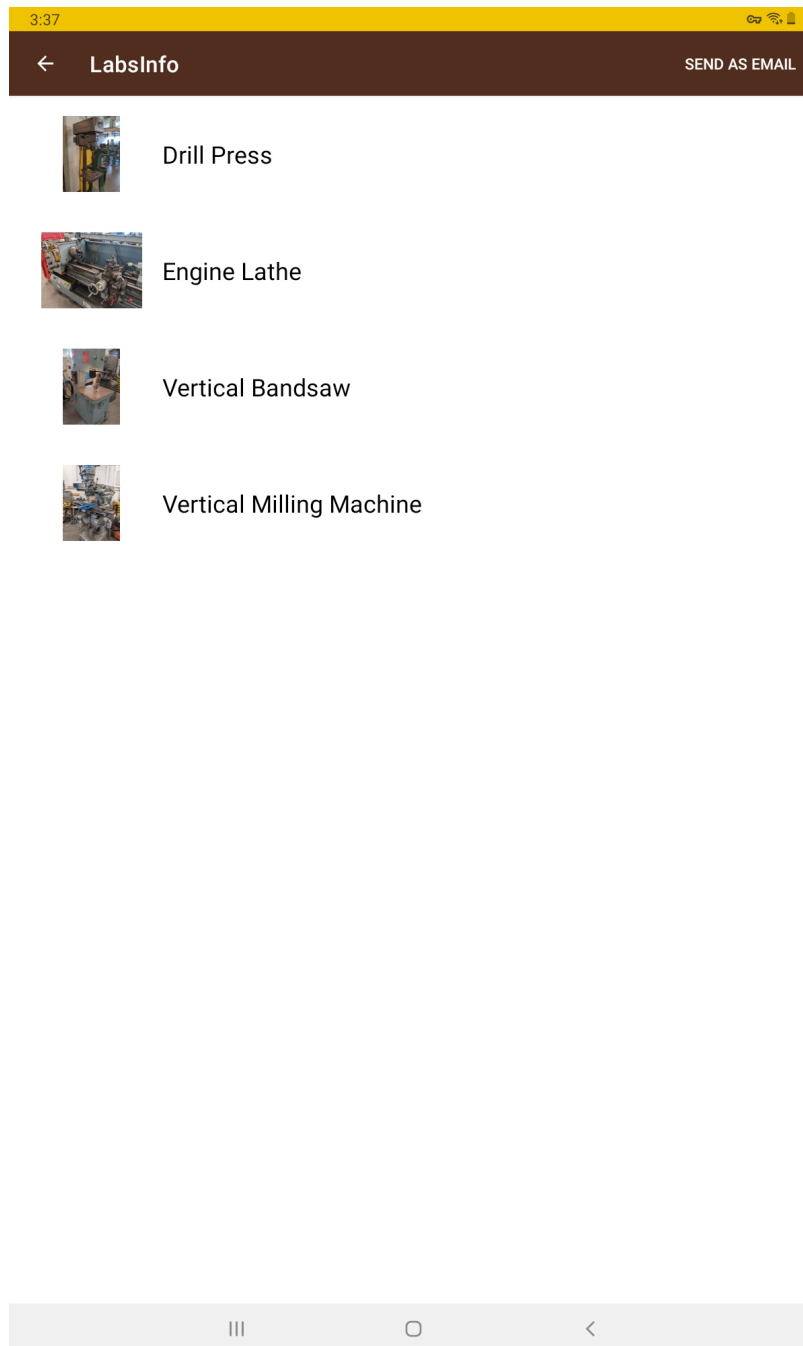 3:37
LabsInfo
SEND AS EMAIL
Drill Press
Engine Lathe
Vertical Bandsaw
Vertical Milling Machine